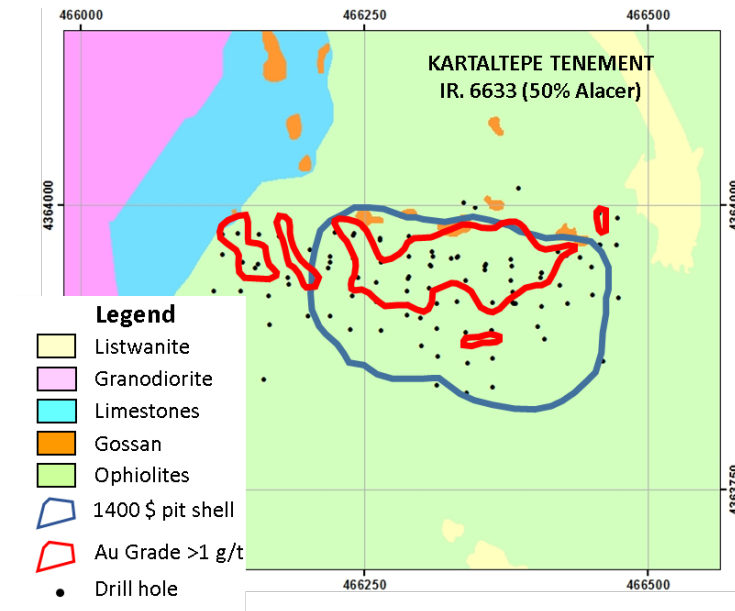 466000 466250 466500
KARTALTEPE TENEMENT
IR. 6633 (50% Alacer)
4364000
Legend
Listwanite
Granodiorite
Limestones
Gossan
Ophiolites
1400 $ pit shell
Au Grade >1 g/t
Drill hole
466250 466500